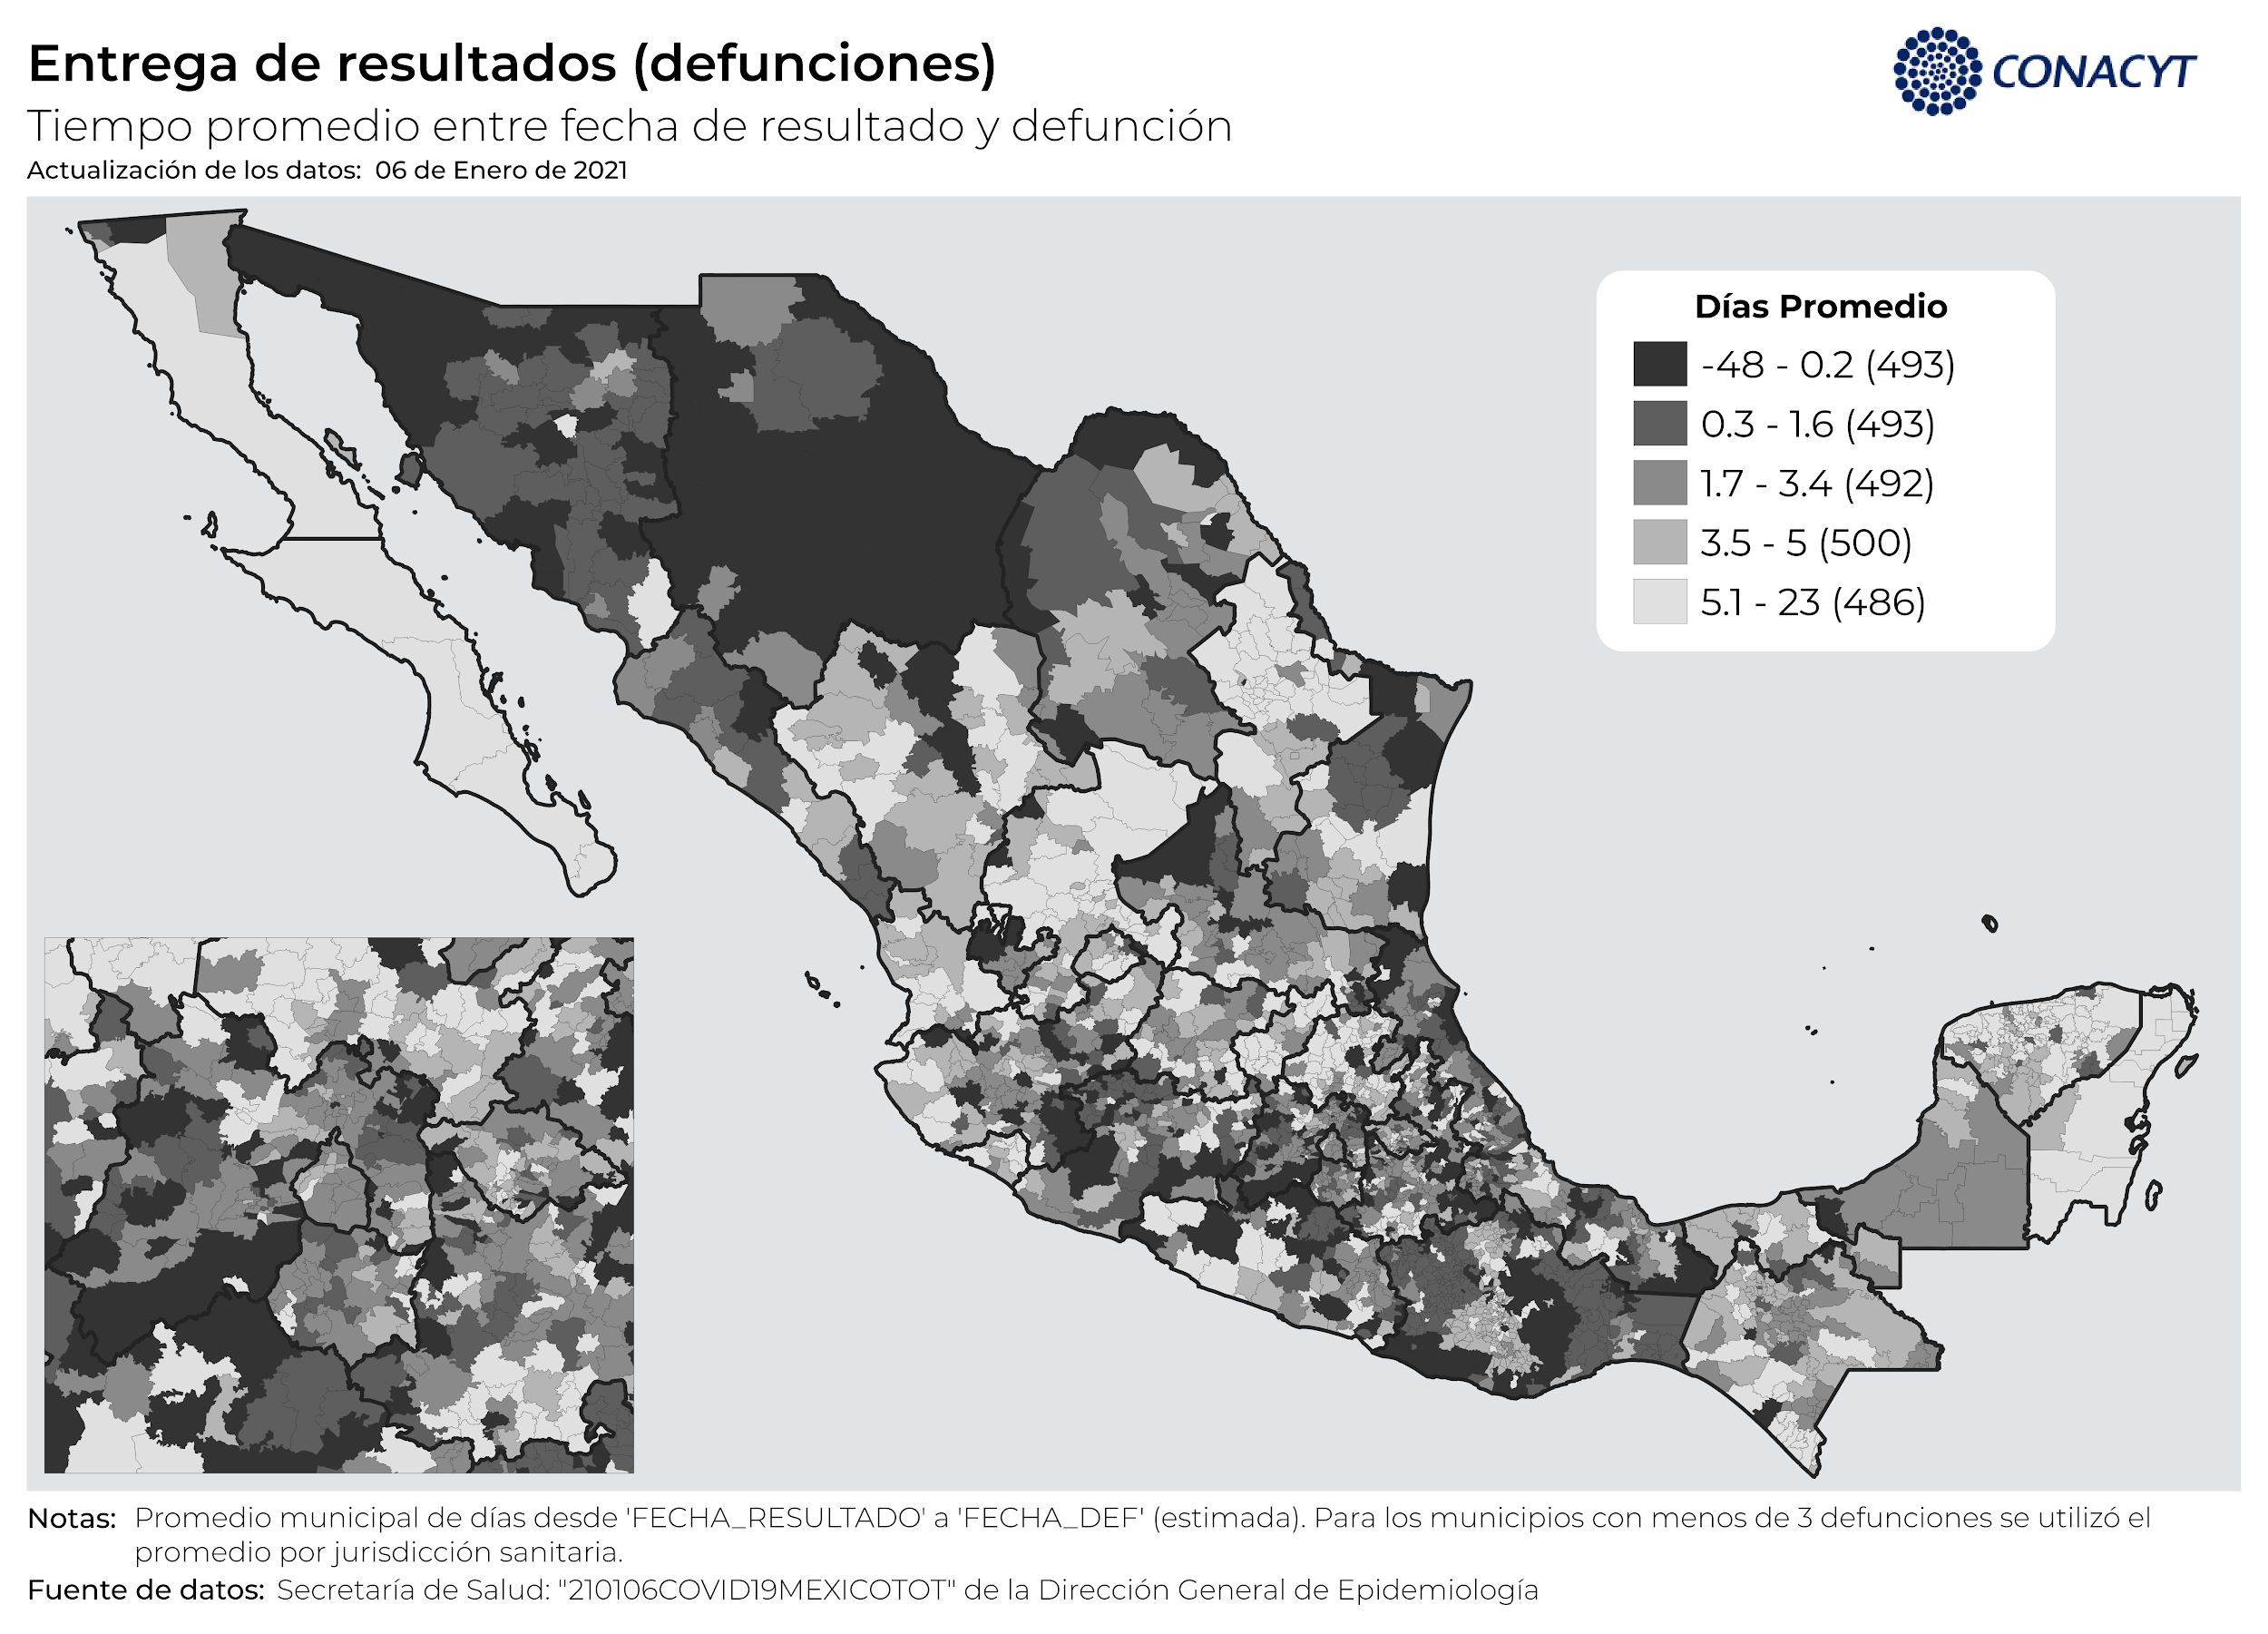 Entrega de resultados (defunciones)
Tiempo promedio entre fecha de resultado y defunción
Actualización de los datos: 06 de Enero de 2021
CONACYT
Días Promedio
-48 - 0.2 (493)
0.3 - 1.6 (493)
1.7 - 3.4 (492)
3.5 - 5 (500)
5.1 - 23 (486)
Notas: Promedio municipal de días desde 'FECHA_RESULTADO' a 'FECHA_DEF' (estimada). Para los municipios con menos de 3 defunciones se utilizó el
promedio por jurisdicción sanitaria.
Fuente de datos: Secretaría de Salud: "210106COVID19MEXICOTOT" de la Dirección General de Epidemiología